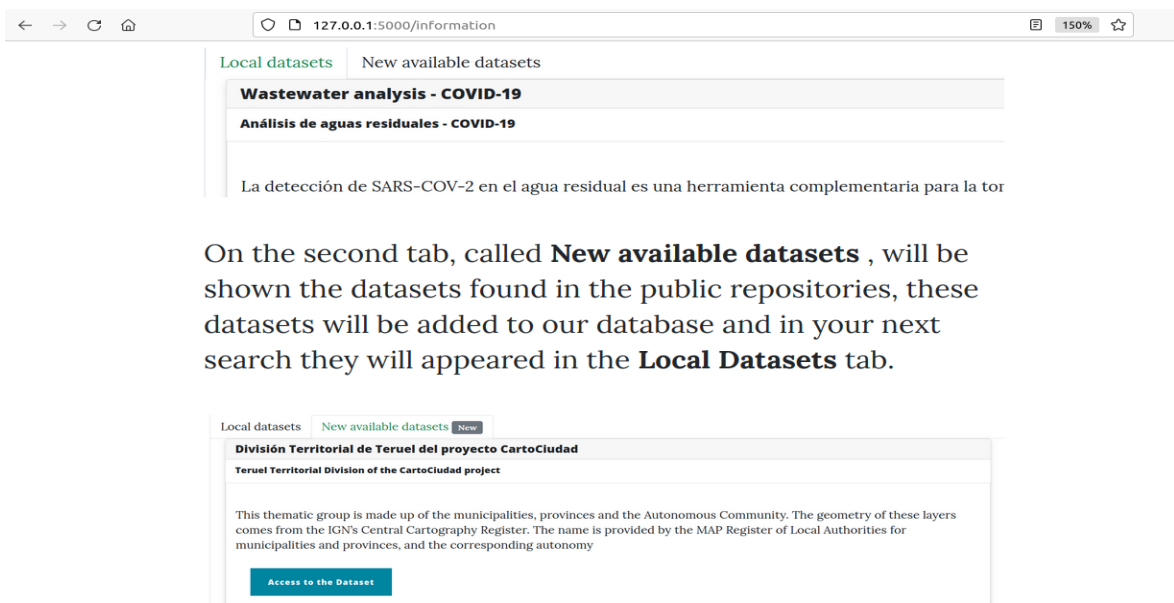 127.0.0.1:5000/information
150%
Local datasets New available datasets
Wastewater analysis - COVID-19
Análisis de aguas residuales - COVID-19
La detección de SARS-COV-2 en el agua residual es una herramienta complementaria para la tor
On the second tab, called New available datasets , will be
shown the datasets found in the public repositories, these
datasets will be added to our database and in your next
search they will appeared in the Local Datasets tab.
Local datasets New available datasets New
División Territorial de Teruel del proyecto CartoCiudad
Teruel Territorial Division of the CartoCiudad project
This thematic group is made up of the municipalities, provinces and the Autonomous Community. The geometry of these layers
comes from the IGN's Central Cartography Register. The name is provided by the MAP Register of Local Authorities for
municipalities and provinces, and the corresponding autonomy
Access to the Dataset